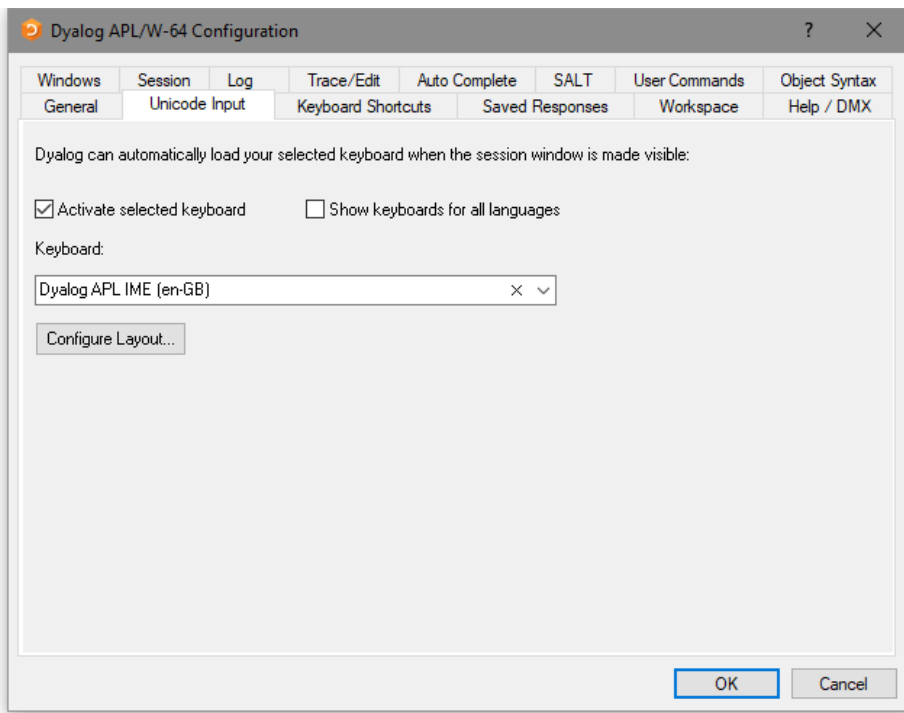 Dyalog APL/W-64 Configuration
Windows Session Log Trace/Edit Auto Complete SALT User Commands Object Syntax
General Unicode Input Keyboard Shortcuts Saved Responses Workspace Help / DMX
Dyalog can automatically load your selected keyboard when the session window is made visible:
Activate selected keyboard Show keyboards for all languages
Keyboard:
Dyalog APL IME (en-GB)
Configure Layout...
OK Cancel